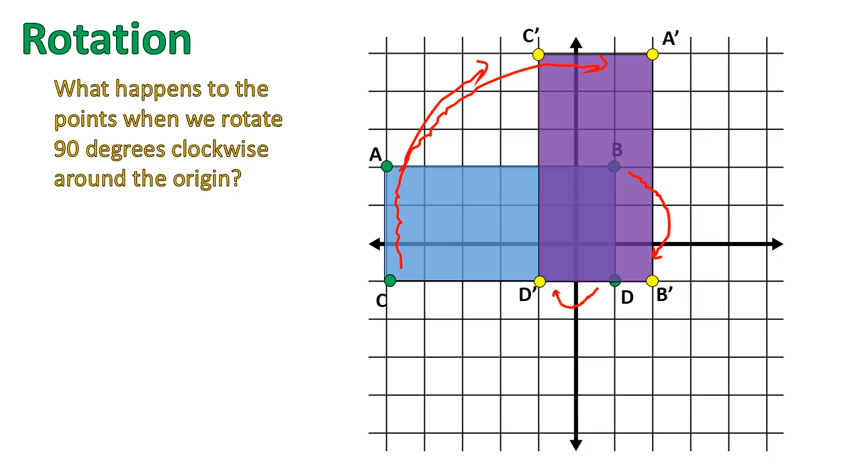 Rotation
What happens to the
points when we rotate
90 degrees clockwise
around the origin?
C’ A’
A B
C D’ D B’